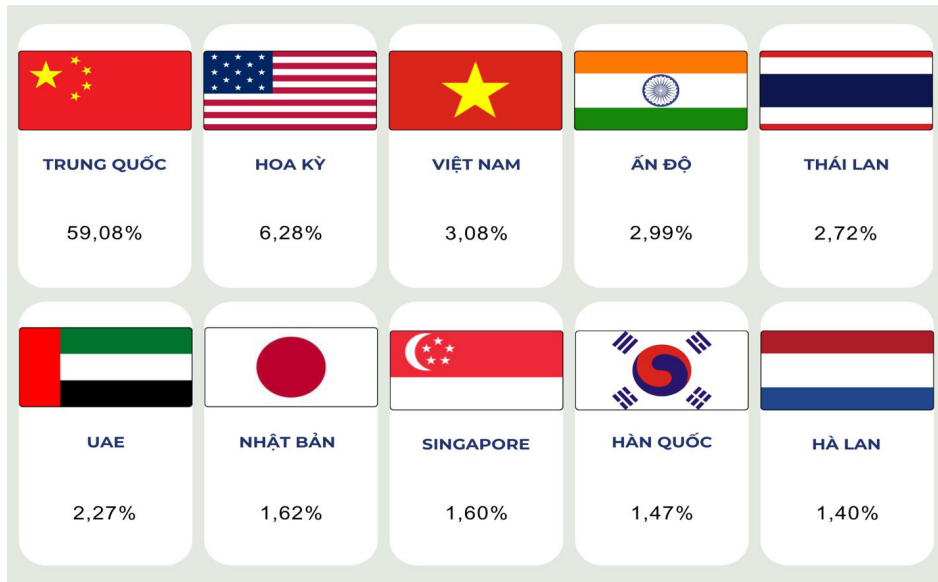 TRUNG QUỐC
HOA KỲ
VIỆT NAM
ẤN ĐỘ
THÁI LAN
59,08%
6,28%
3,08%
2,99%
2,72%
UAE
NHẬT BẢN
SINGAPORE
HÀN QUỐC
HÀ LAN
2,27%
1,62%
1,60%
1,47%
1,40%